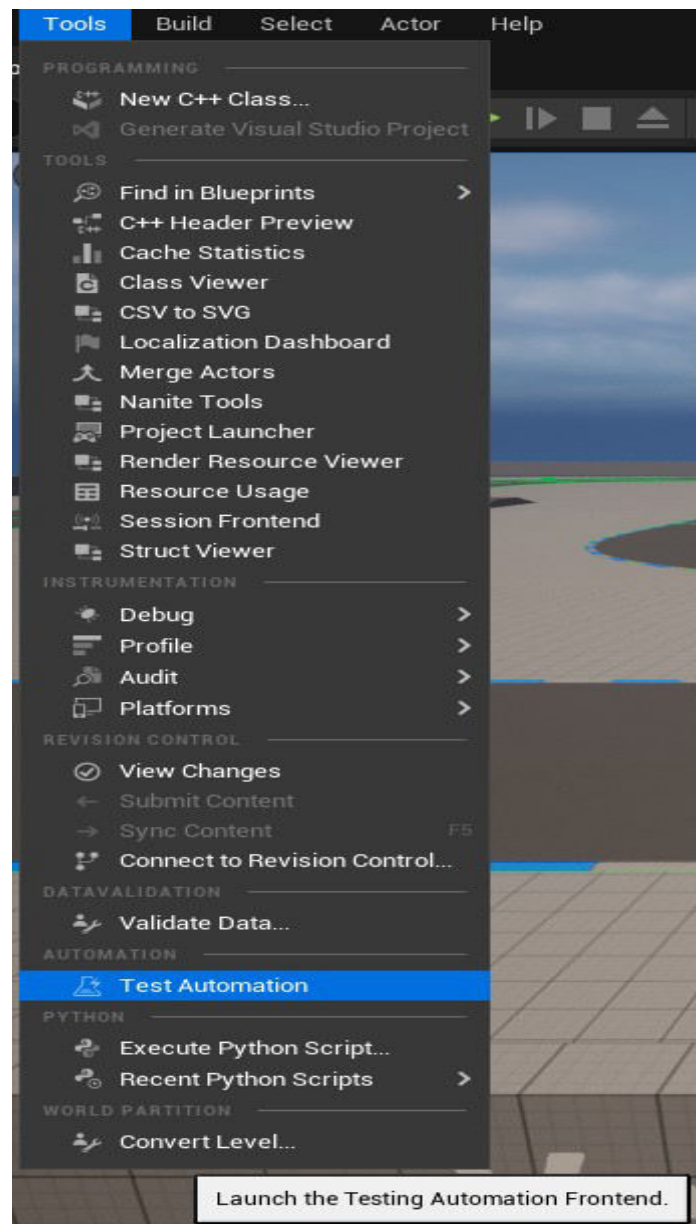 Tools Build Select Actor Help
PROGRAMMING
New C++ Class...
Generate Visual Studio Project
TOOLS
Find in Blueprints
C++ Header Preview
Cache Statistics
Class Viewer
CSV to SVG
Localization Dashboard
Merge Actors
Nanite Tools
Project Launcher
Render Resource Viewer
Resource Usage
Session Frontend
Struct Viewer
INSTRUMENTATION
Debug
Profile
Audit
Platforms
REVISION CONTROL
View Changes
Submit Content
Sync Content F5
Connect to Revision Control...
DATAVALIDATION
Validate Data...
AUTOMATION
Test Automation
PYTHON
Execute Python Script...
Recent Python Scripts
WORLD PARTITION
Convert Level...
Launch the Testing Automation Frontend.